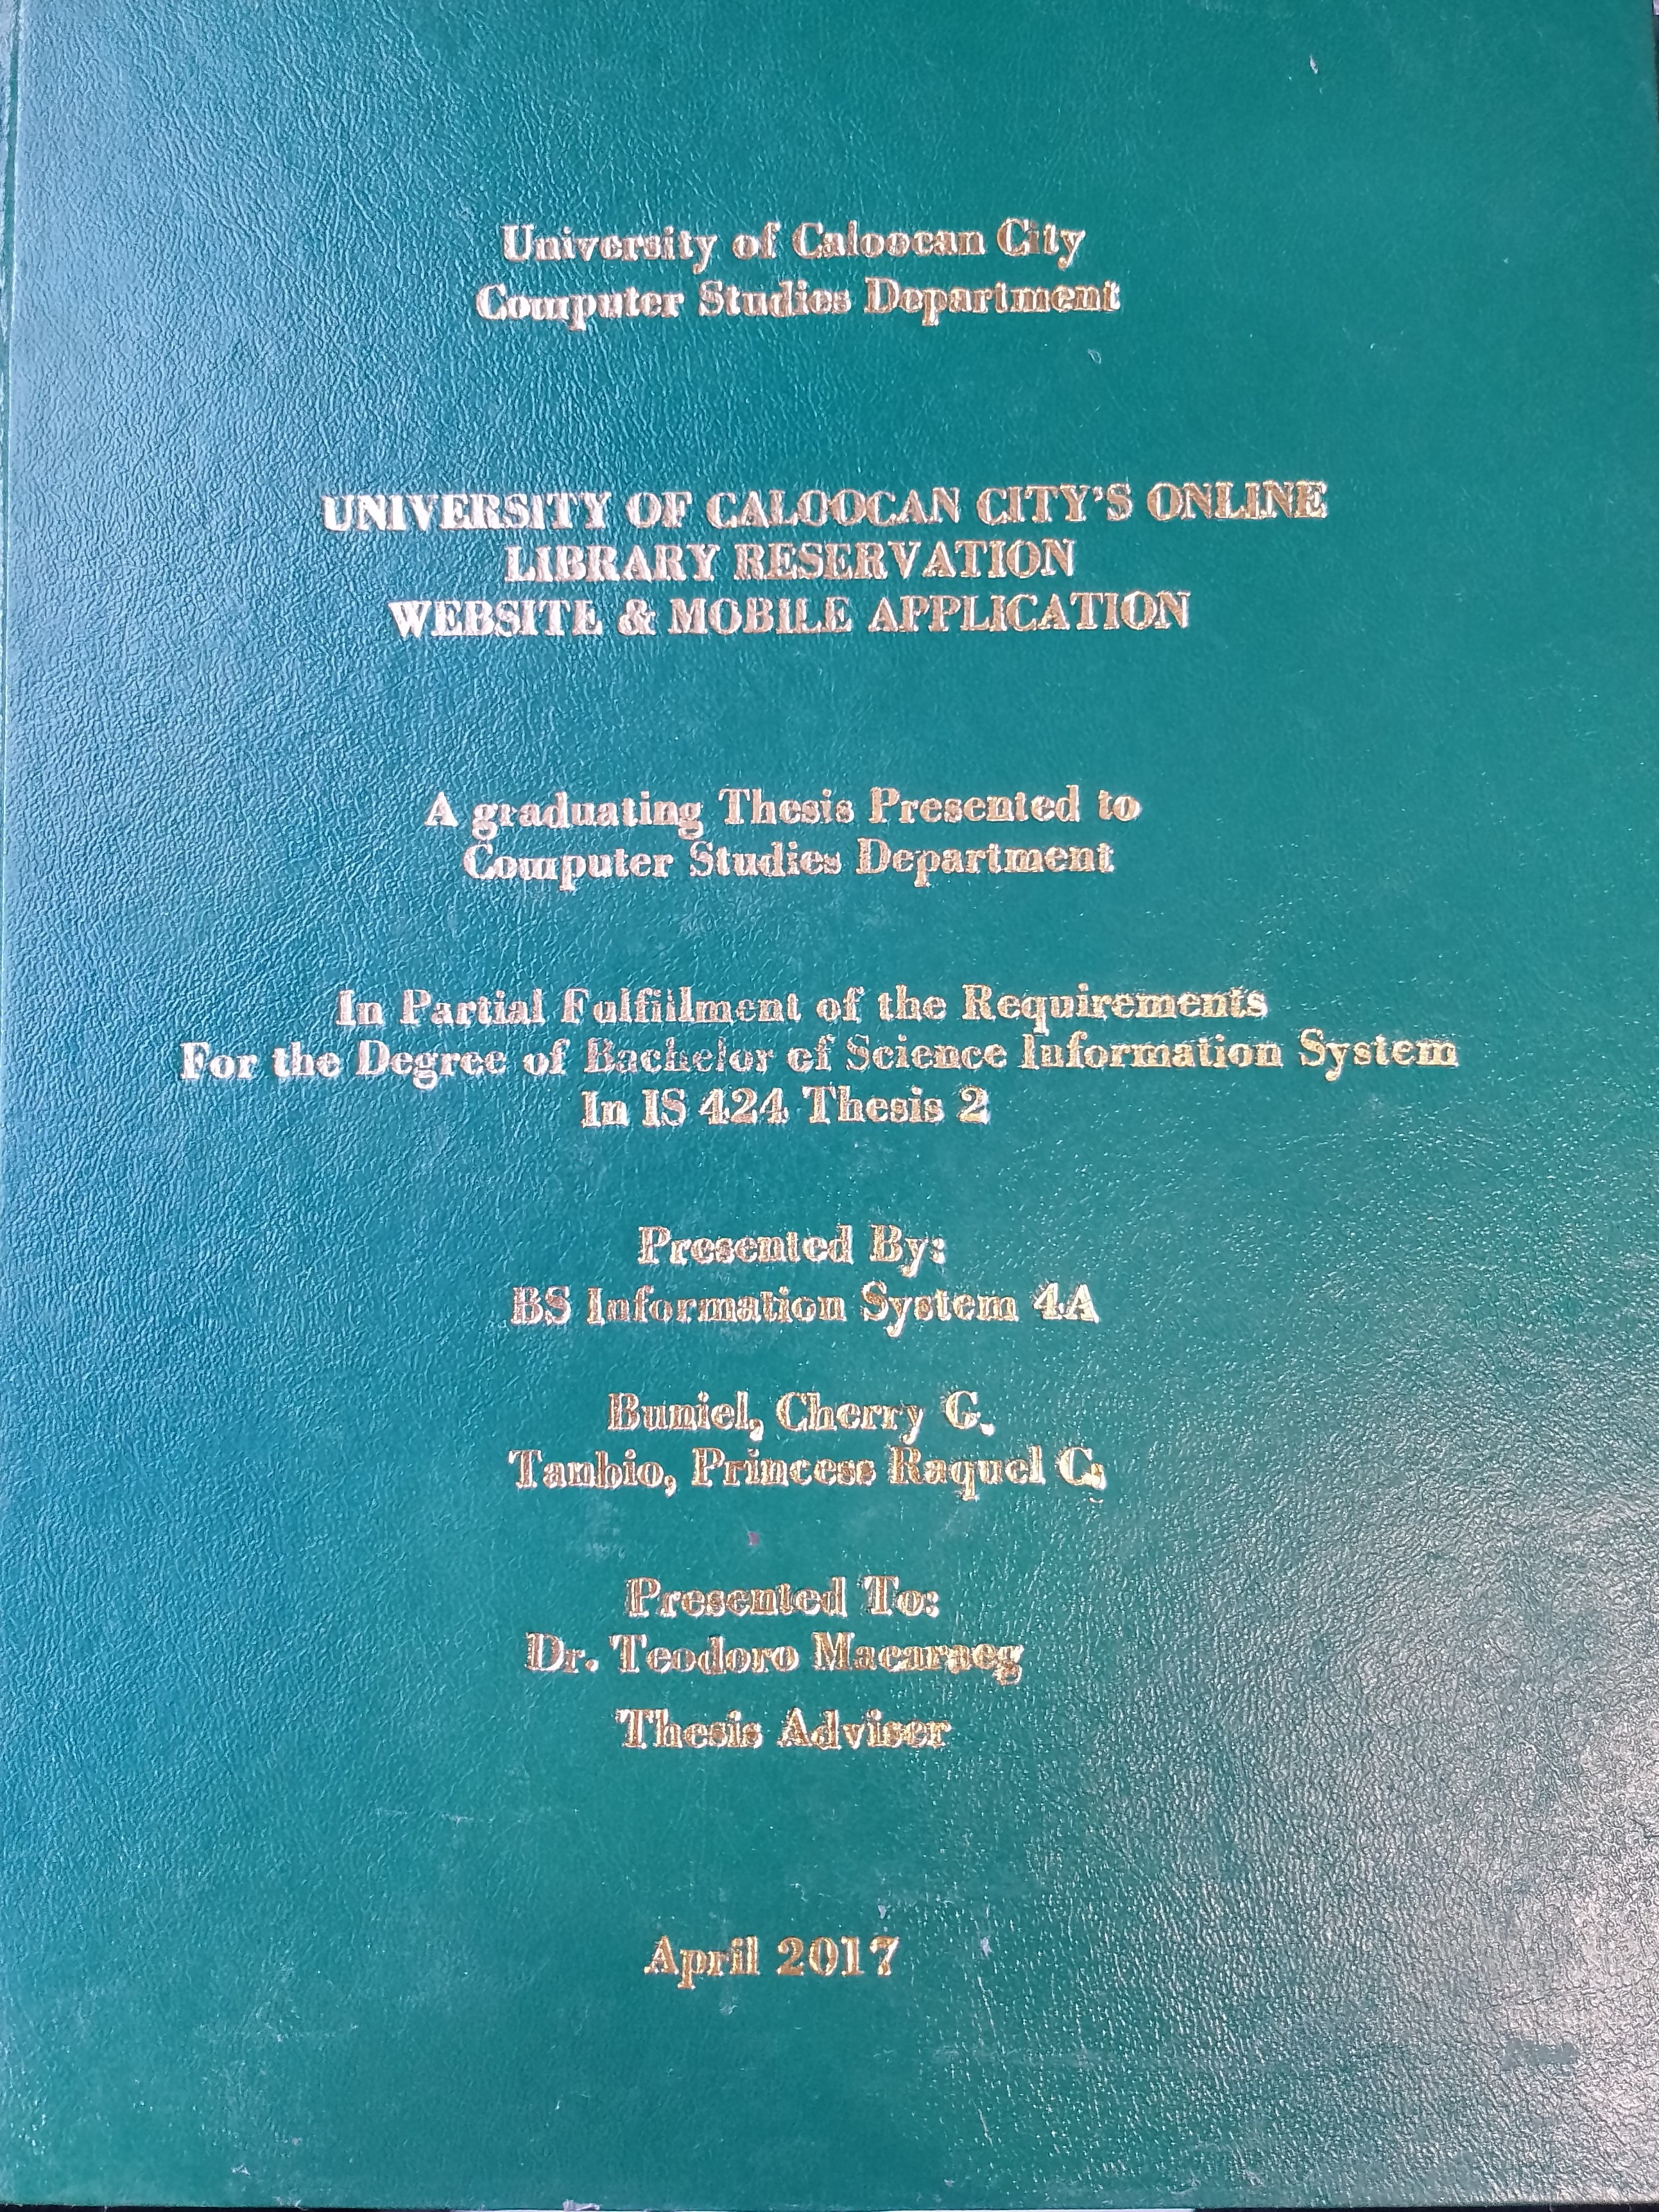 University of Caloocan City
Computer Studies Department
UNIVERSITY OF CALOOCAN CITY'S ONLINE
LIBRARY RESERVATION
WEBSITE & MOBILE APPLICATION
A graduating Thesis Presented to
Computer Studies Department
In Partial Fulfillment of the Requirements
For the Degree of Bachelor of Science Information System
In IS 424 Thesis 2
Presented By:
BS Information System 4A
Buniel, Cherry G.
Tanbio, Princess Raquel C.
Presented To:
Dr. Teodoro Macaraeg
Thesis Adviser
April 2017